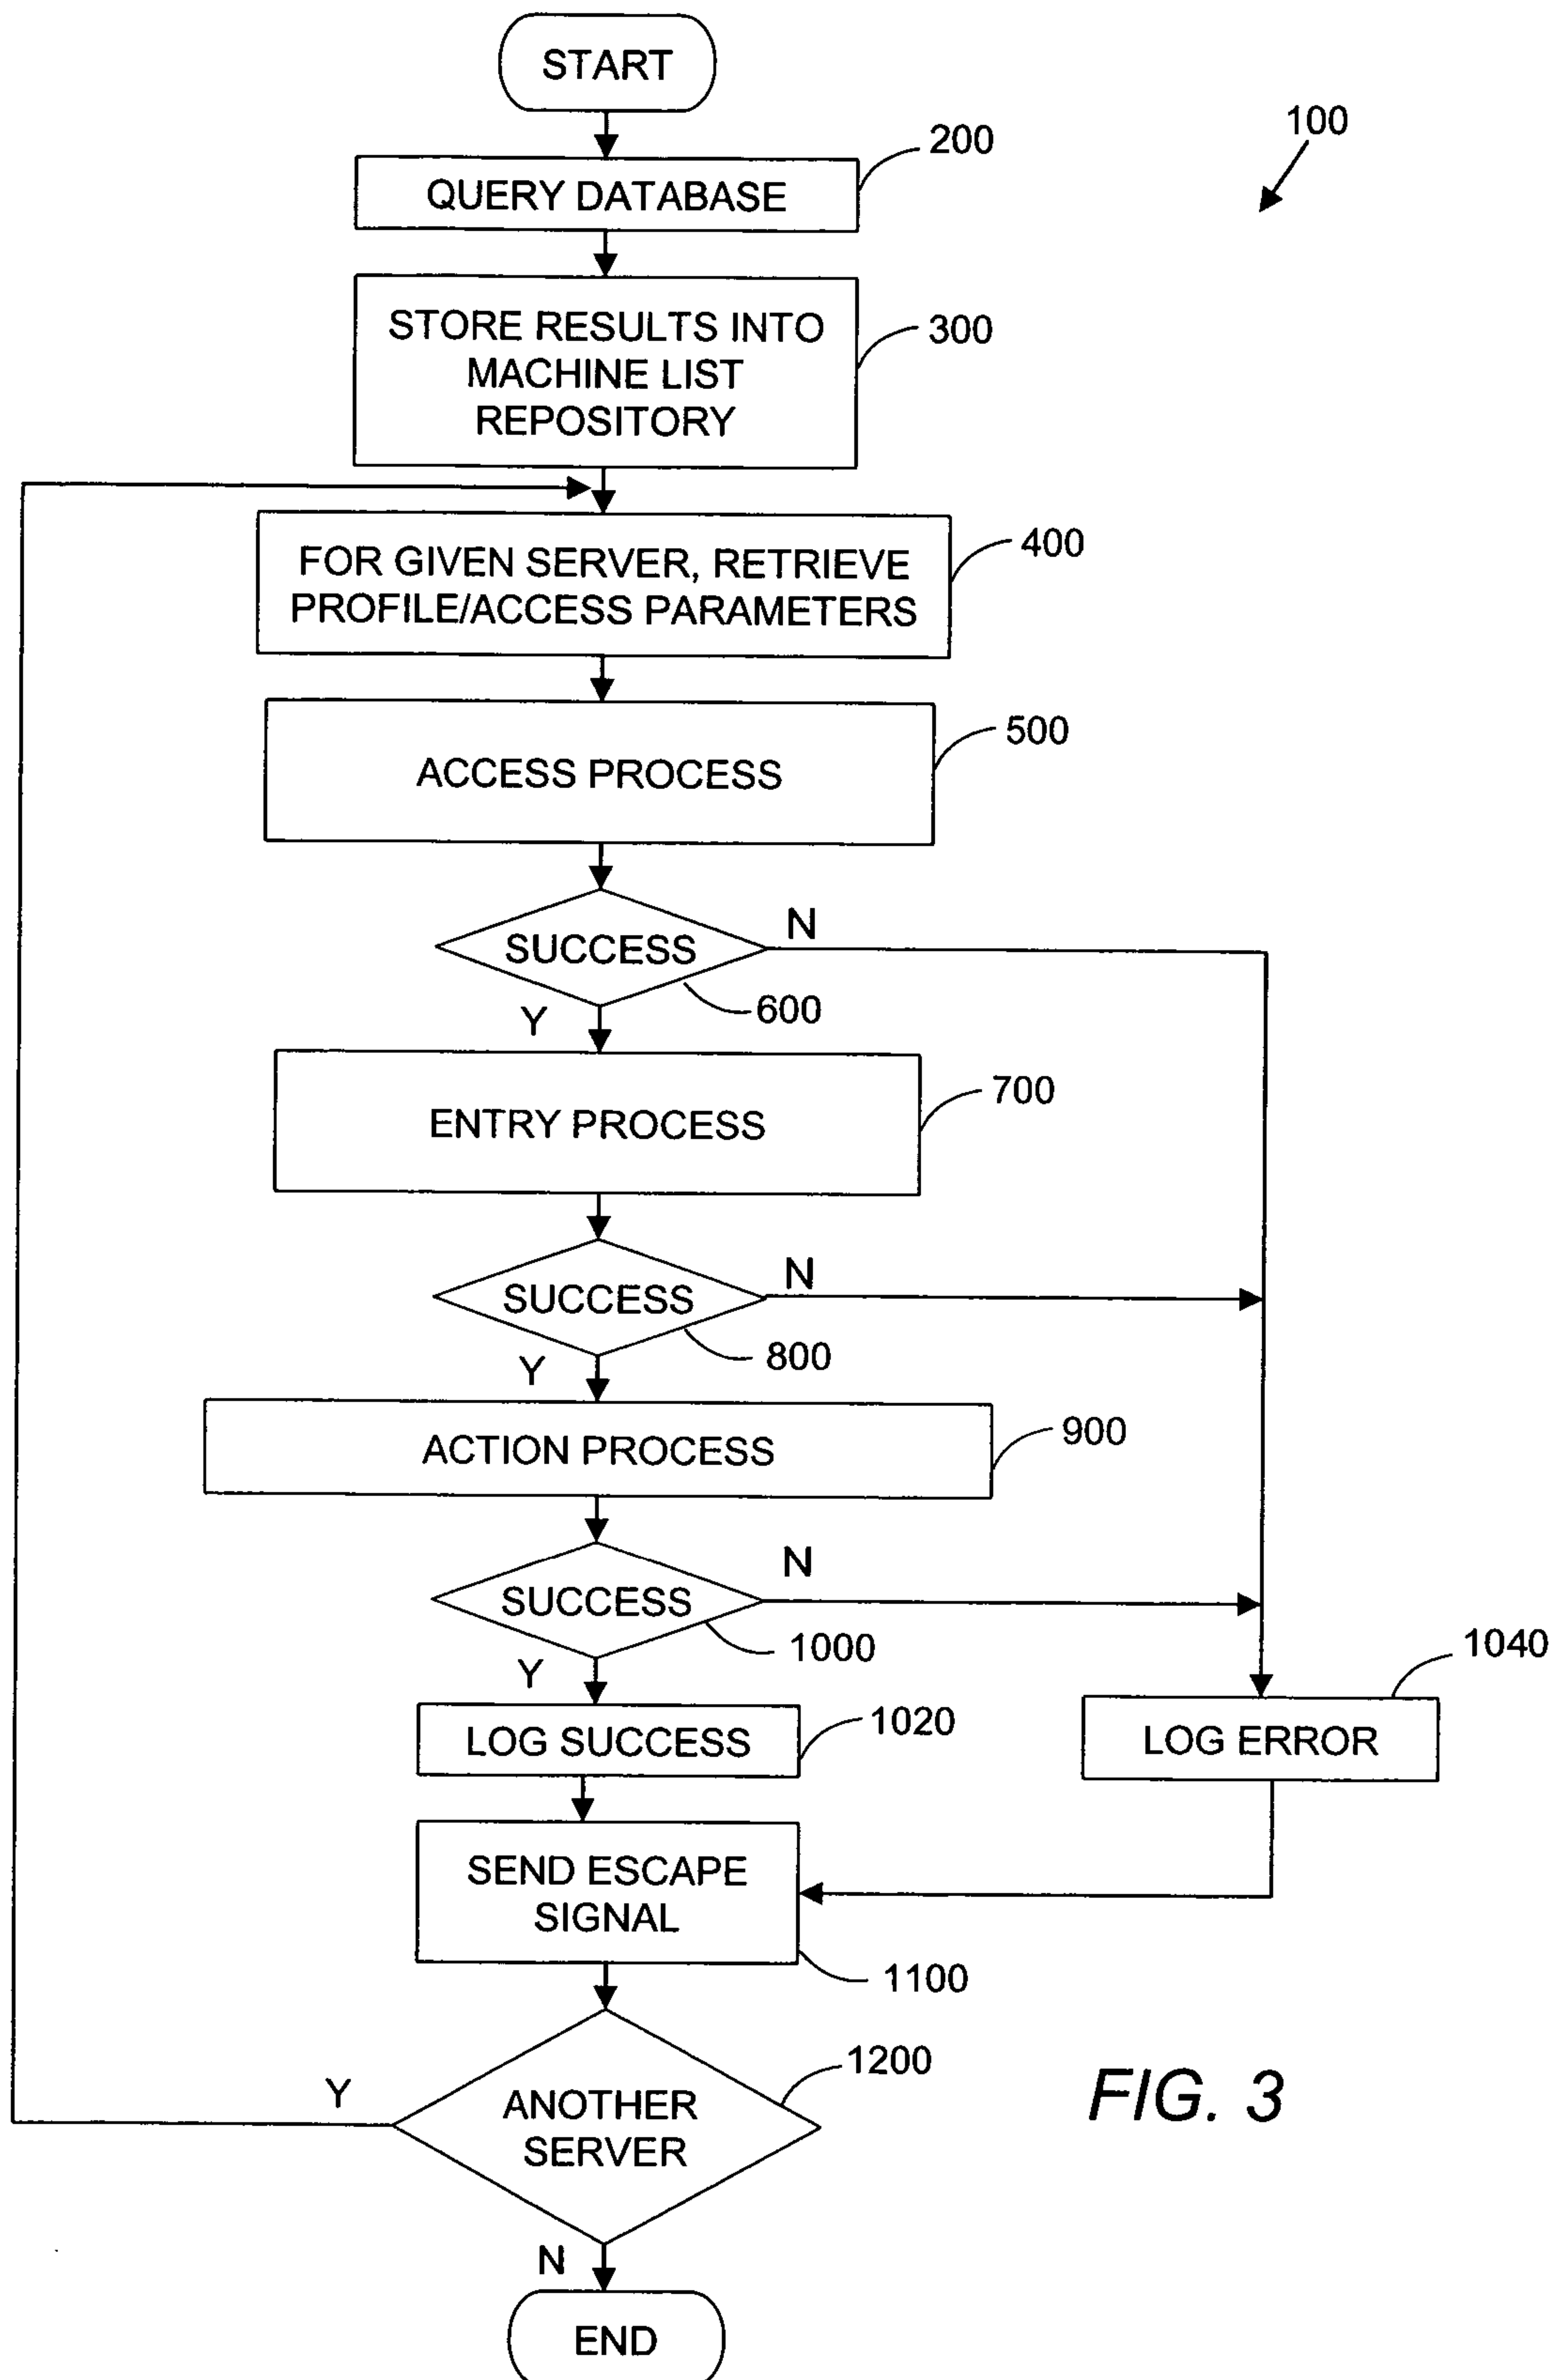 START
100
200
QUERY DATABASE
STORE RESULTS INTO
MACHINE LIST
REPOSITORY
300
FOR GIVEN SERVER, RETRIEVE
PROFILE/ACCESS PARAMETERS
400
500
ACCESS PROCESS
N
SUCCESS
600
Y
700
ENTRY PROCESS
N
SUCCESS
800
Y
900
ACTION PROCESS
N
SUCCESS
1000
Y
1040
1020
LOG SUCCESS
LOG ERROR
SEND ESCAPE
SIGNAL
1100
1200
Y
ANOTHER
SERVER
FIG. 3
N
END